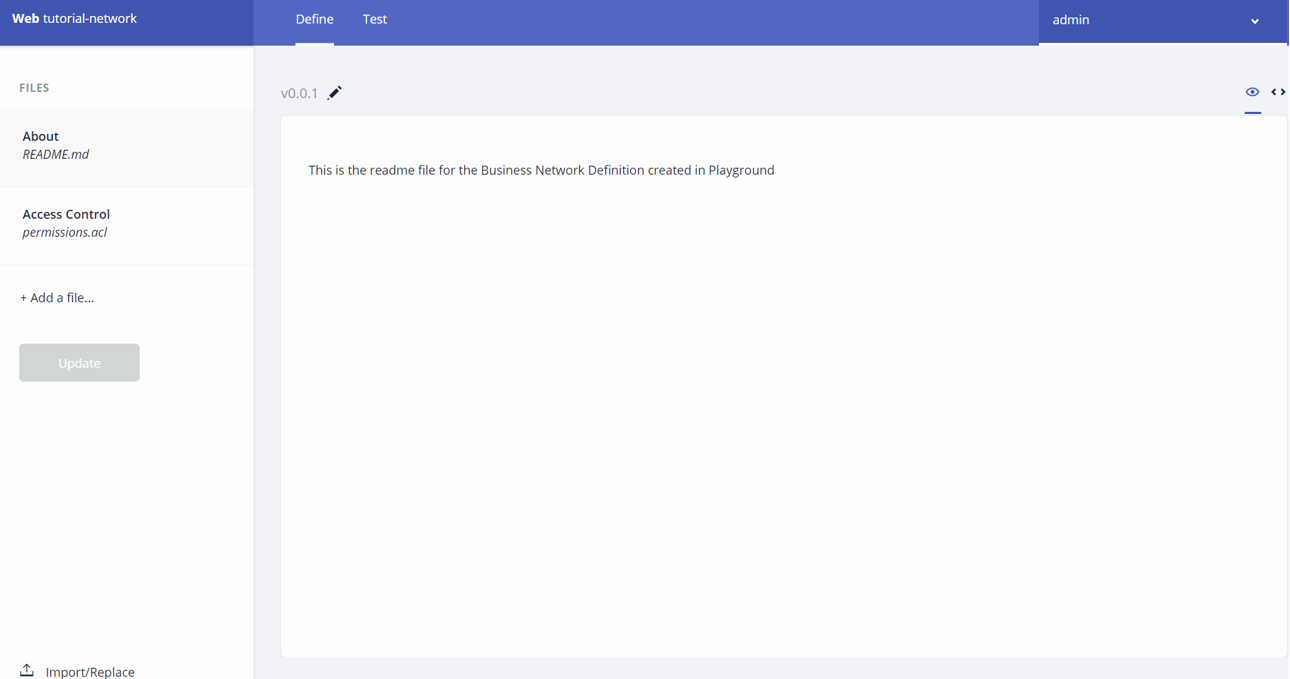 Web tutorial-network
Define
Test
admin
FILES
About
README.md
Access Control
permissions.acl
+ Add a file...
Update
Import/Replace
v0.0.1
This is the readme file for the Business Network Definition created in Playground